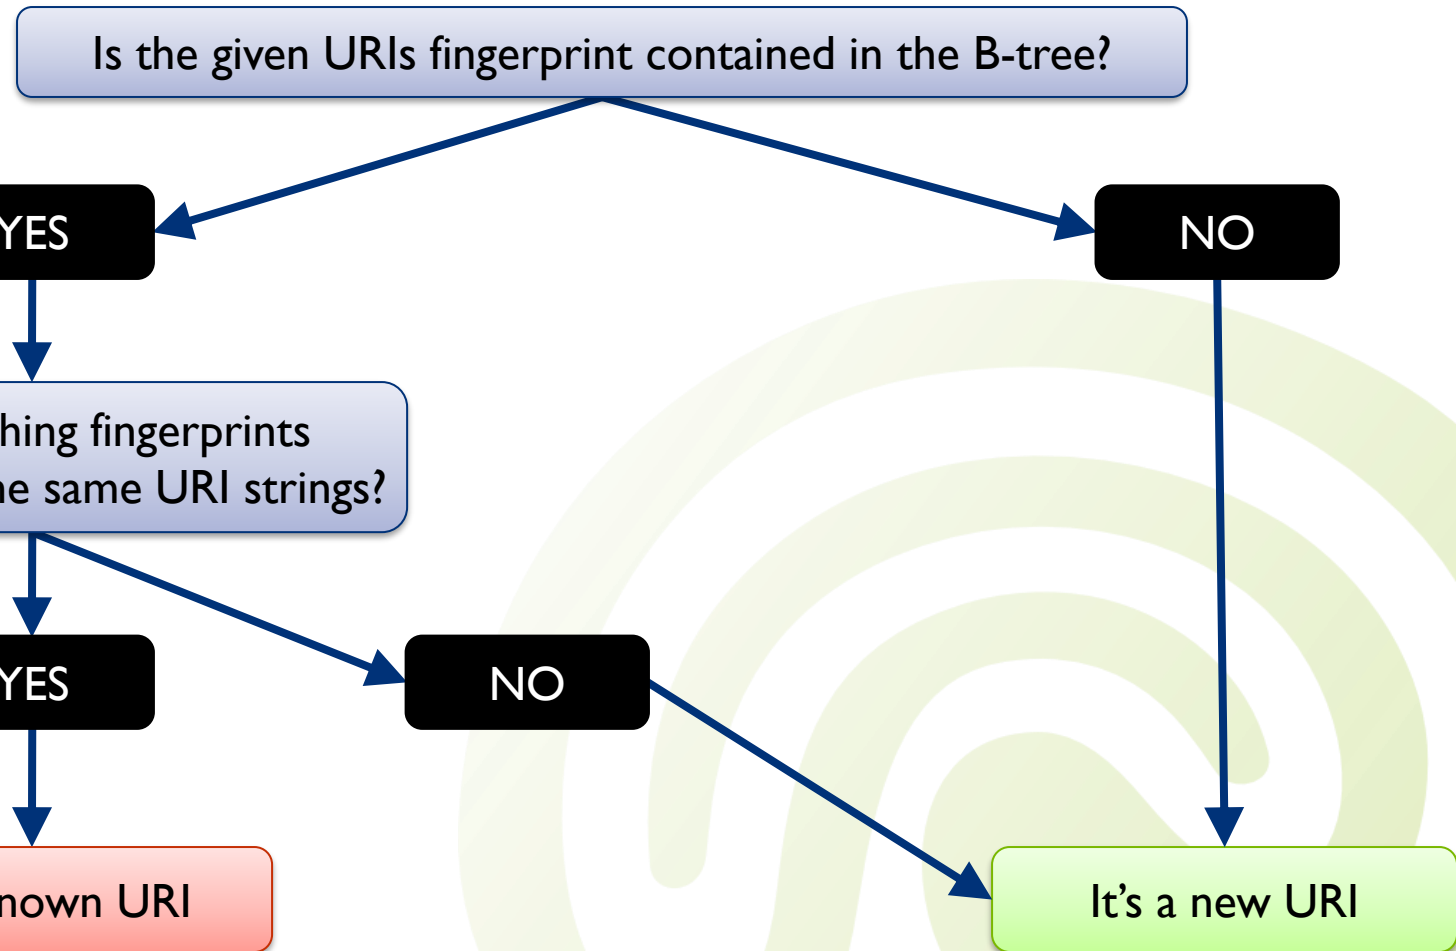 Is the given URIs fingerprint contained in the B-tree?
YES
NO
hing fingerprints
ne same URI strings?
YES
NO
nown URI
It’s a new URI